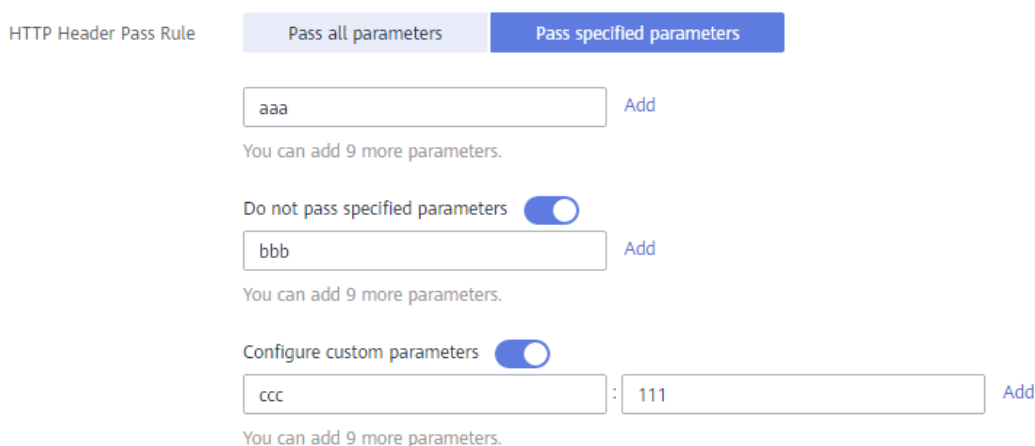 HTTP Header Pass Rule Pass all parameters Pass specified parameters
aaa Add
You can add 9 more parameters.
Do not pass specified parameters
bbb Add
You can add 9 more parameters.
Configure custom parameters
ccc : 111 Add
You can add 9 more parameters.